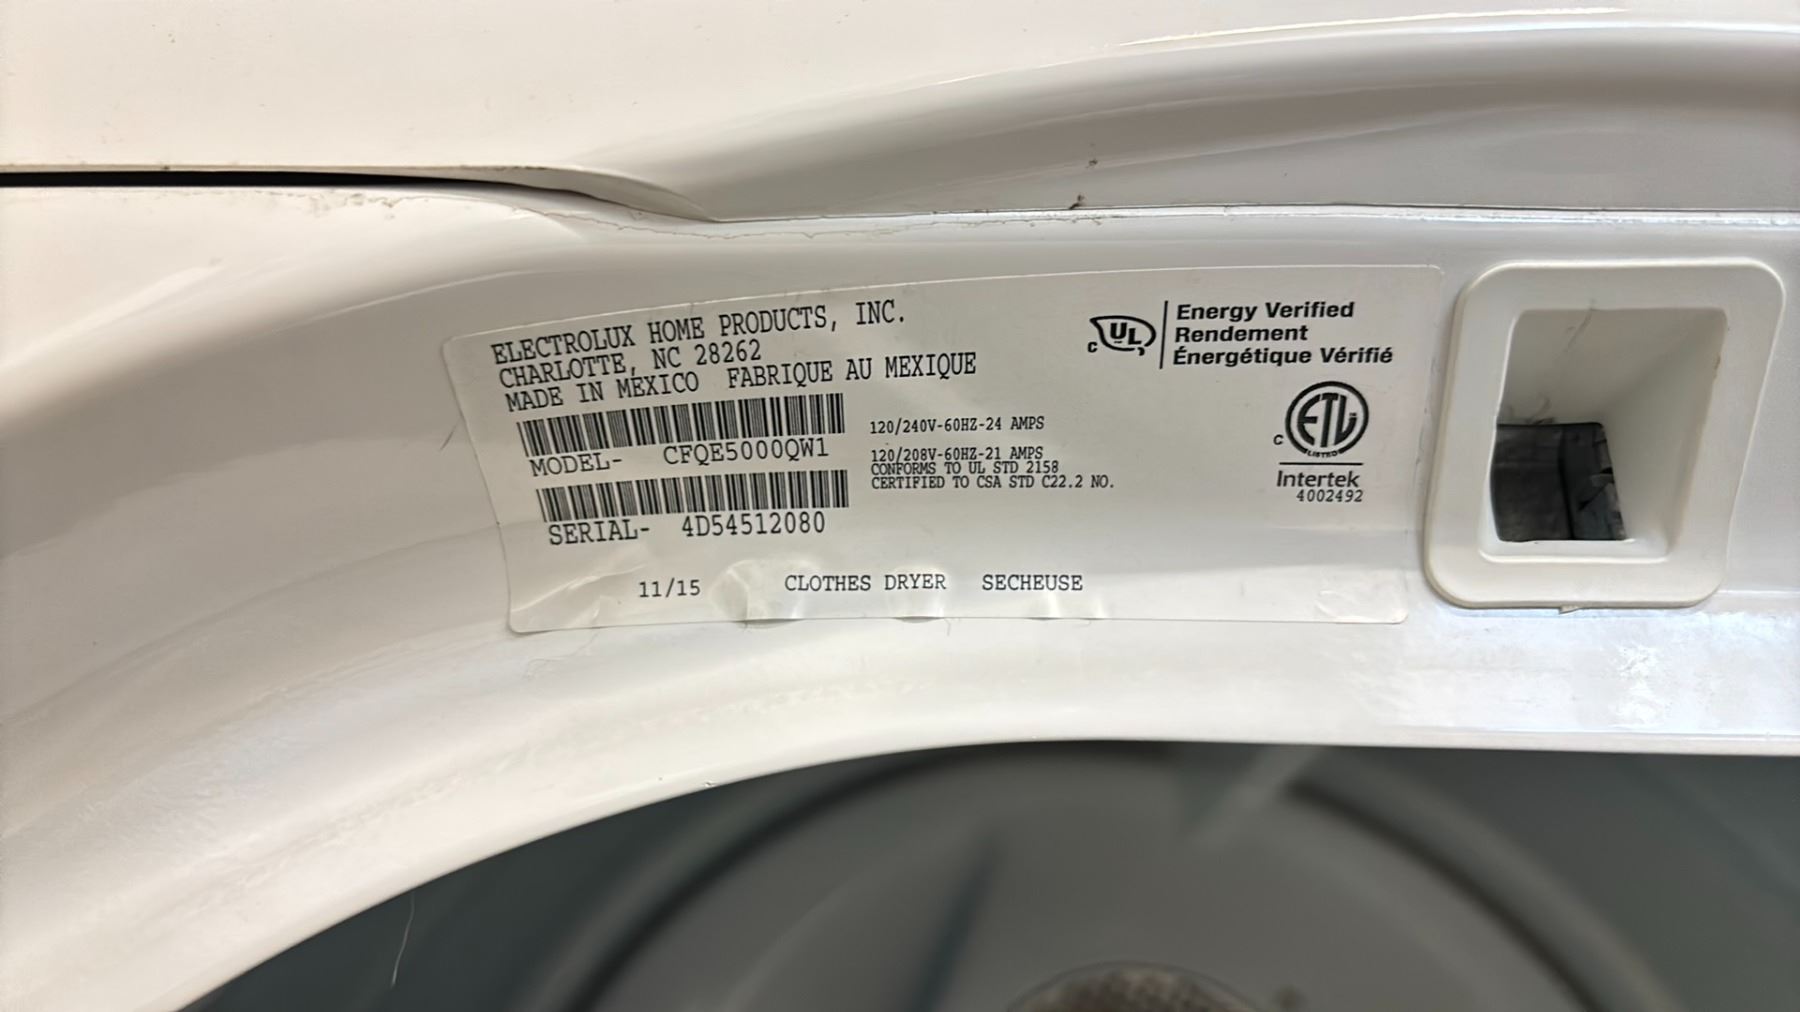 ELECTROLUX HOME PRODUCTS, INC.
CHARLOTTE, NC 28262
MADE IN MEXICO FABRIQUE AU MEXIQUE
MODEL- CFQE5000QW1
SERIAL- 4D54512080
120/240V-60HZ-24 AMPS
120/208V-60HZ-21 AMPS
CONFORMS TO UL STD 2158
CERTIFIED TO CSA STD C22.2 NO.
11/15 CLOTHES DRYER SECHEUSE
C UL
Energy Verified
Rendement
Énergétique Vérifié
C ETL
LISTED
Intertek
4002492